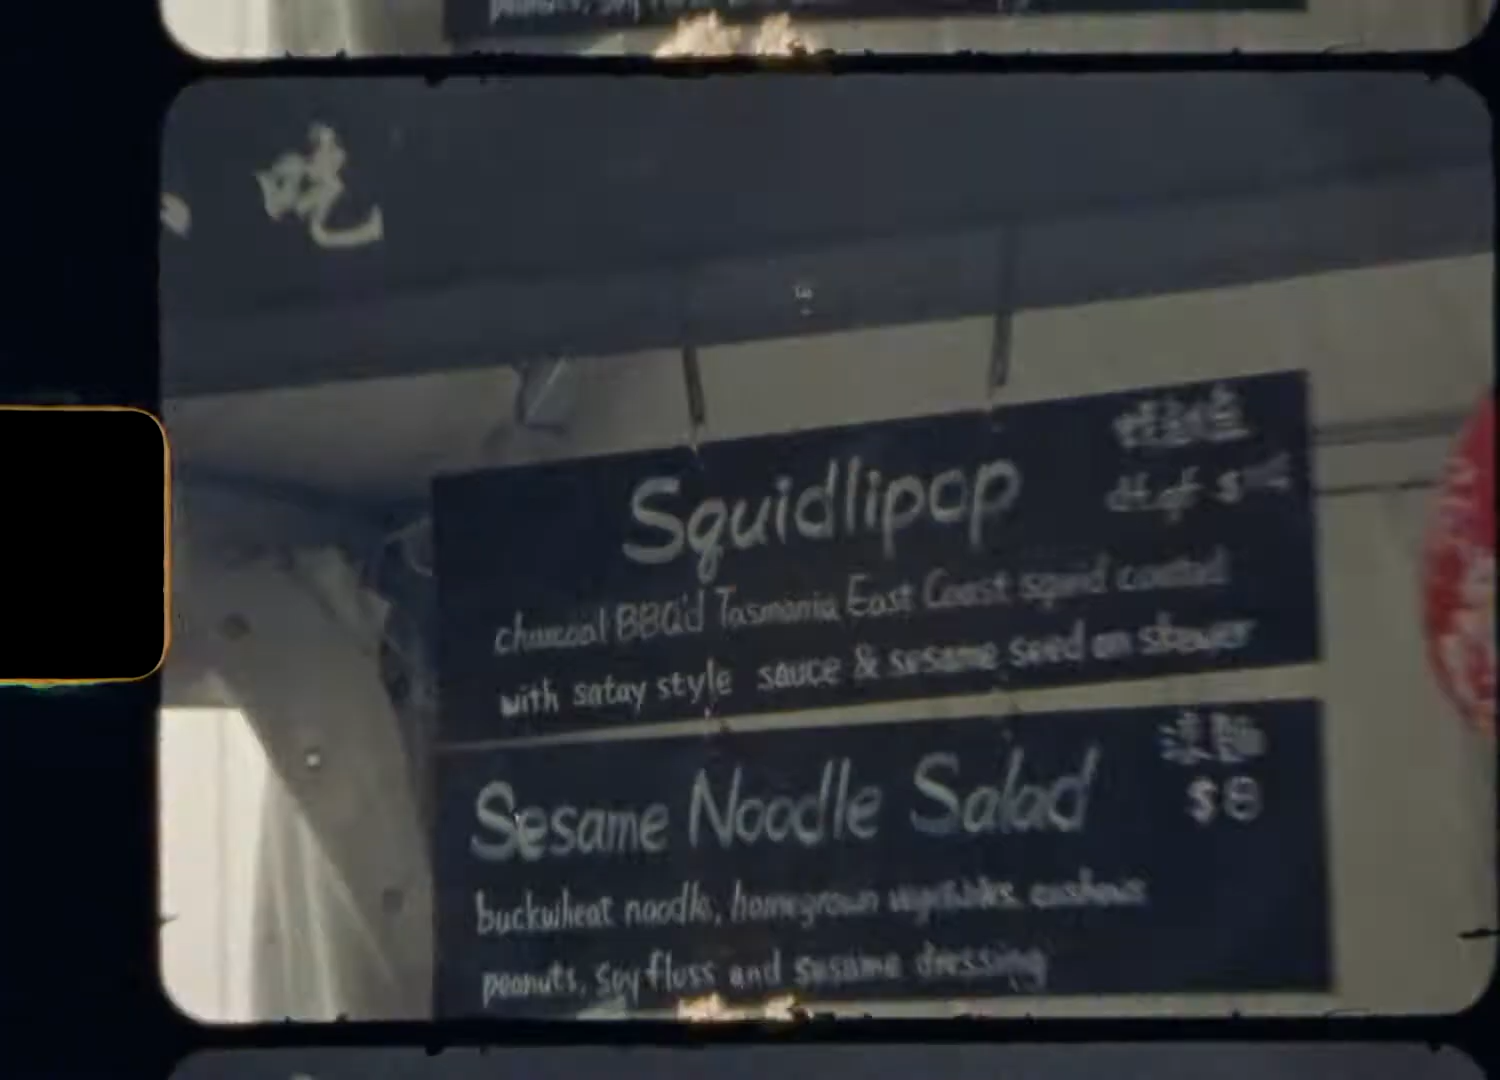 吃
Squidlipop
charcoal BBQ'd Tasmania East Coast squid coated
with satay style sauce & sesame seed on skewer
Sesame Noodle Salad
$8
buckwheat noodle, homegrown vegetables, cashews
peanuts, soy floss and sesame dressing